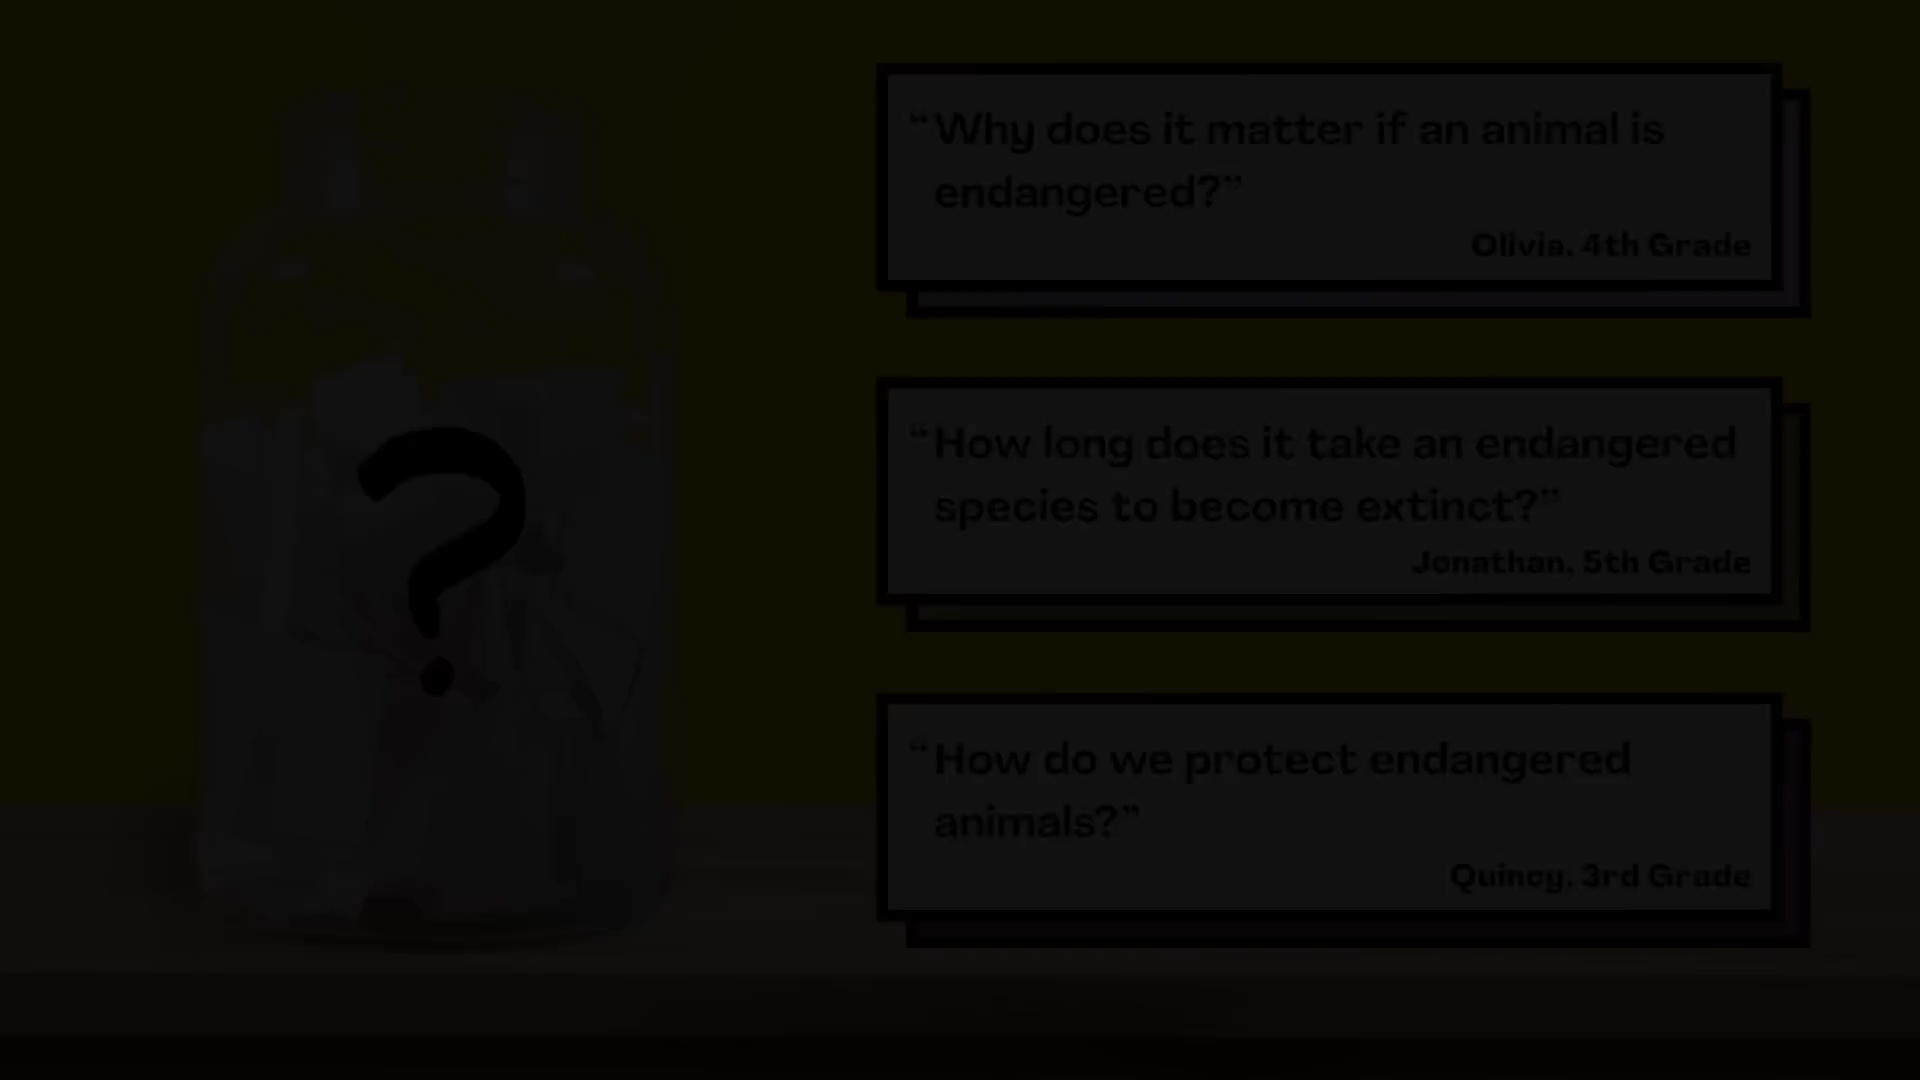 ?
“Why does it matter if an animal is
endangered?”
Olivia, 4th Grade
“How long does it take an endangered
species to become extinct?”
Jonathan, 5th Grade
“How do we protect endangered
animals?”
Quincy, 3rd Grade